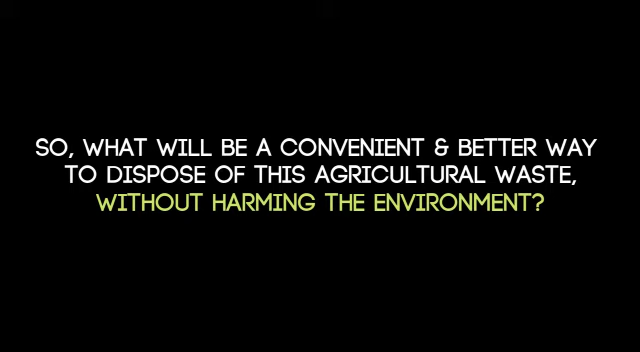 SO, WHAT WILL BE A CONVENIENT & BETTER WAY
TO DISPOSE OF THIS AGRICULTURAL WASTE,
WITHOUT HARMING THE ENVIRONMENT?